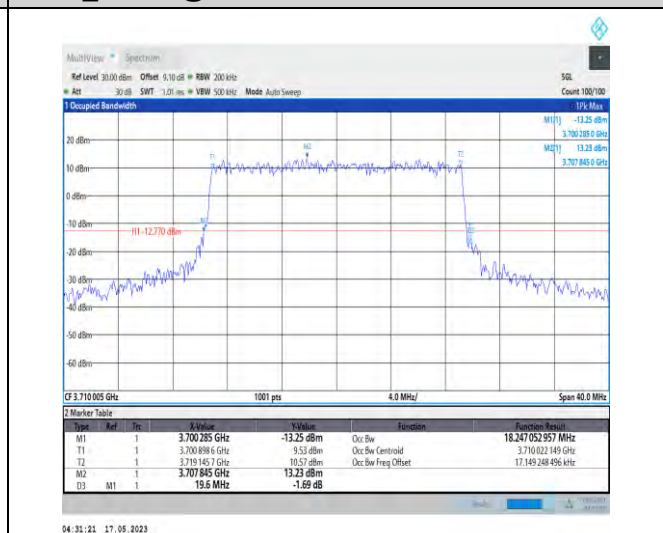 MultiView Spectrum
Ref Level 30.00 dBm Offset 9.10 dB RBW 200 kHz SGL
Att 30 dB SWT 1.01 ms VBW 500 kHz Mode Auto Sweep Count 100/100
1 Occupied Bandwidth 1Pk Max
M1[1] -13.25 dBm
3.700 285 0 GHz
M2[1] 13.23 dBm
3.707 845 0 GHz
20 dBm
10 dBm
0 dBm
-10 dBm
-20 dBm
-30 dBm
-40 dBm
-50 dBm
-60 dBm
T1
M2
T2
M1
H1 -12.770 dBm
CF 3.710 005 GHz 1001 pts 4.0 MHz/ Span 40.0 MHz
2 Marker Table
Type Ref Trc X-Value Y-Value Function Function Result
M1 1 3.700 285 GHz -13.25 dBm Occ Bw 18.247 052 957 MHz
T1 1 3.700 898 6 GHz 9.53 dBm Occ Bw Centroid 3.710 022 149 GHz
T2 1 3.719 145 7 GHz 10.57 dBm Occ Bw Freq Offset 17.149 248 496 kHz
M2 1 3.707 845 GHz 13.23 dBm
D3 M1 1 19.6 MHz -1.69 dB
04:31:21 17.05.2023